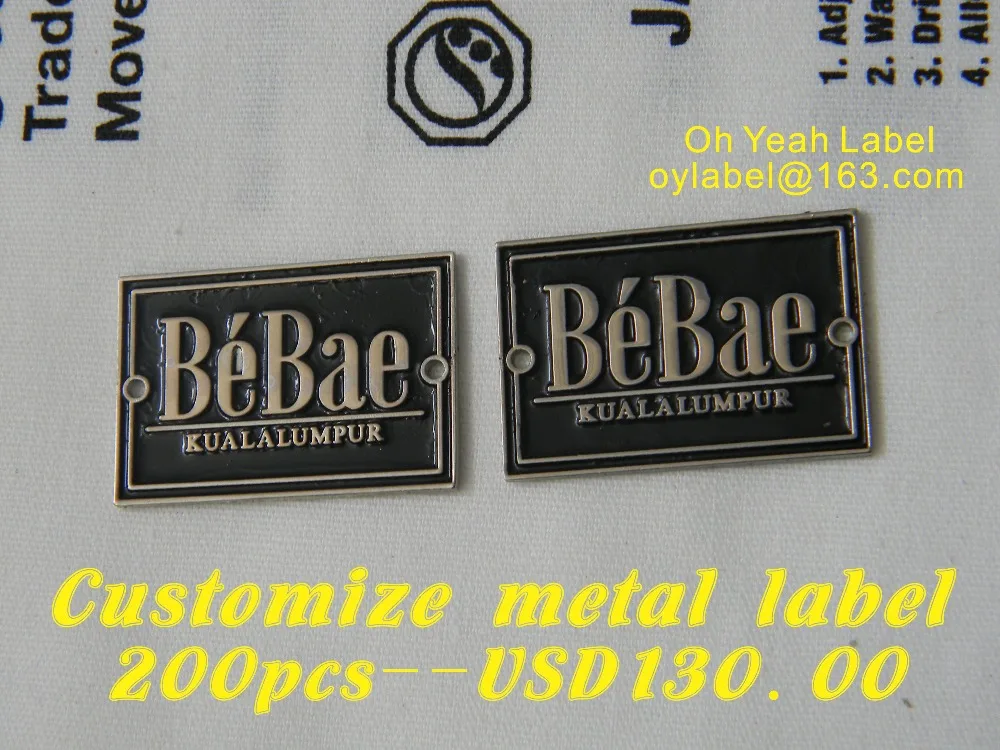 Trade
Move
JA
1. Adj
2. Wa
3. Dri
4. All
Oh Yeah Label
oylabel@163.com
BéBae
KUALALUMPUR
BéBae
KUALALUMPUR
Customize metal label
200pcs--USD130.00